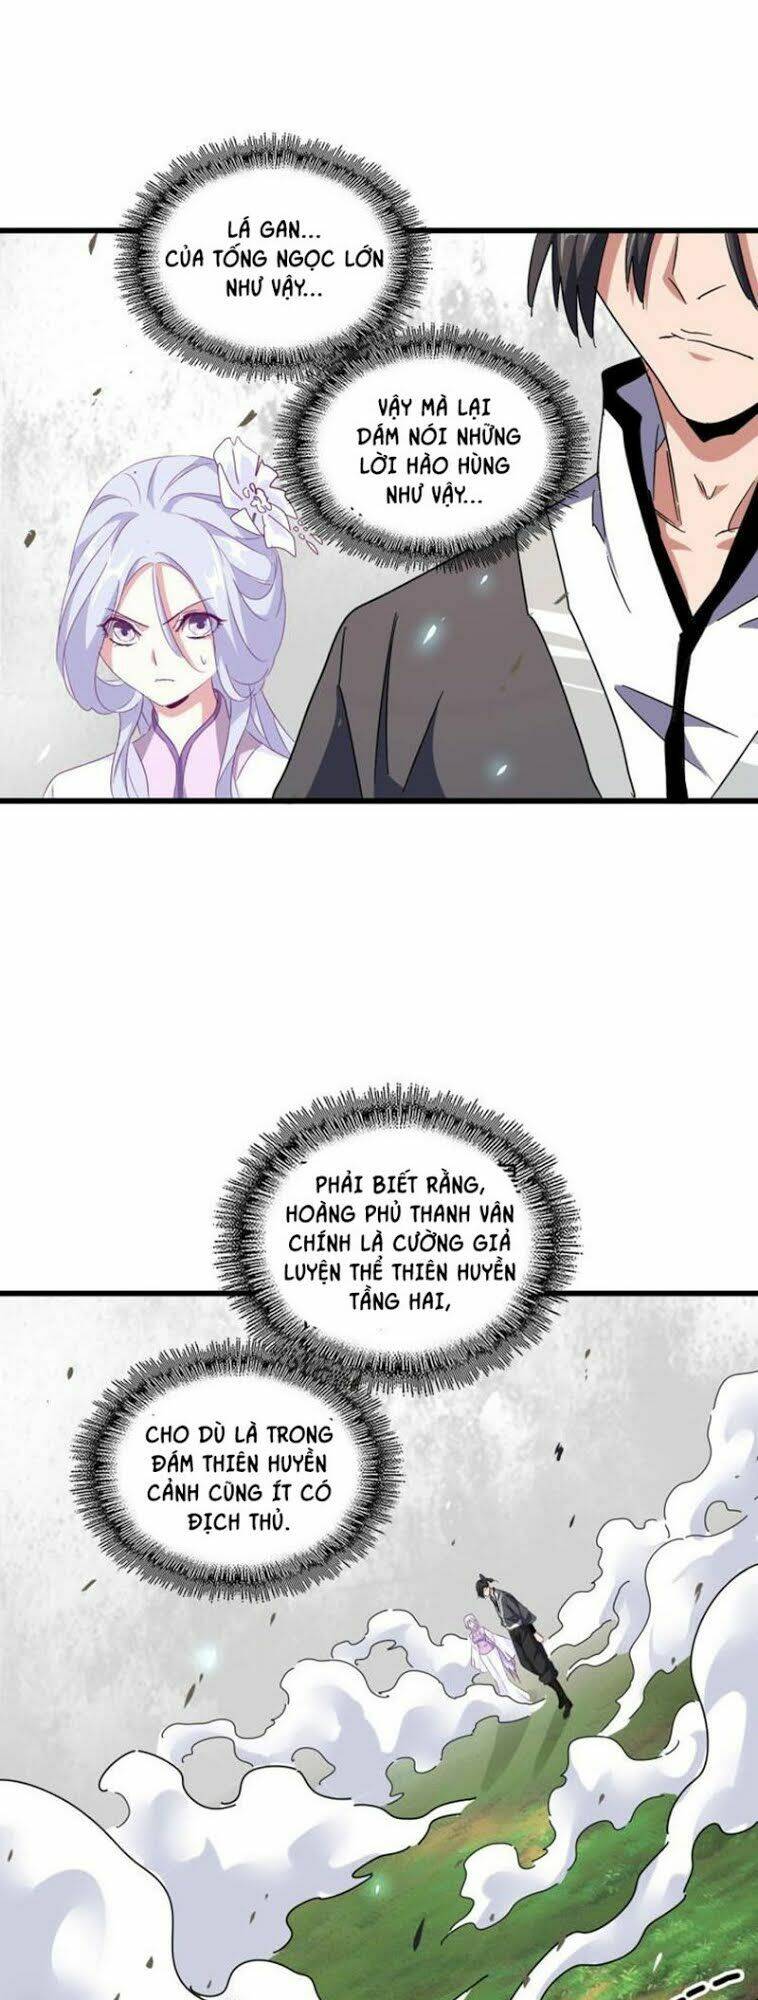 LÁ GAN...
CỦA TỐNG NGỌC LỚN
NHƯ VẬY...
VẬY MÀ LẠI
DÁM NÓI NHỮNG
LỜI HÀO HÙNG
NHƯ VẬY...
PHẢI BIẾT RẰNG,
HOÀNG PHỦ THANH VÂN
CHÍNH LÀ CƯỜNG GIẢ
LUYỆN THỂ THIÊN HUYỀN
TẦNG HAI,
CHO DÙ LÀ TRONG
ĐÁM THIÊN HUYỀN
CẢNH CŨNG ÍT CÓ
ĐỊCH THỦ.